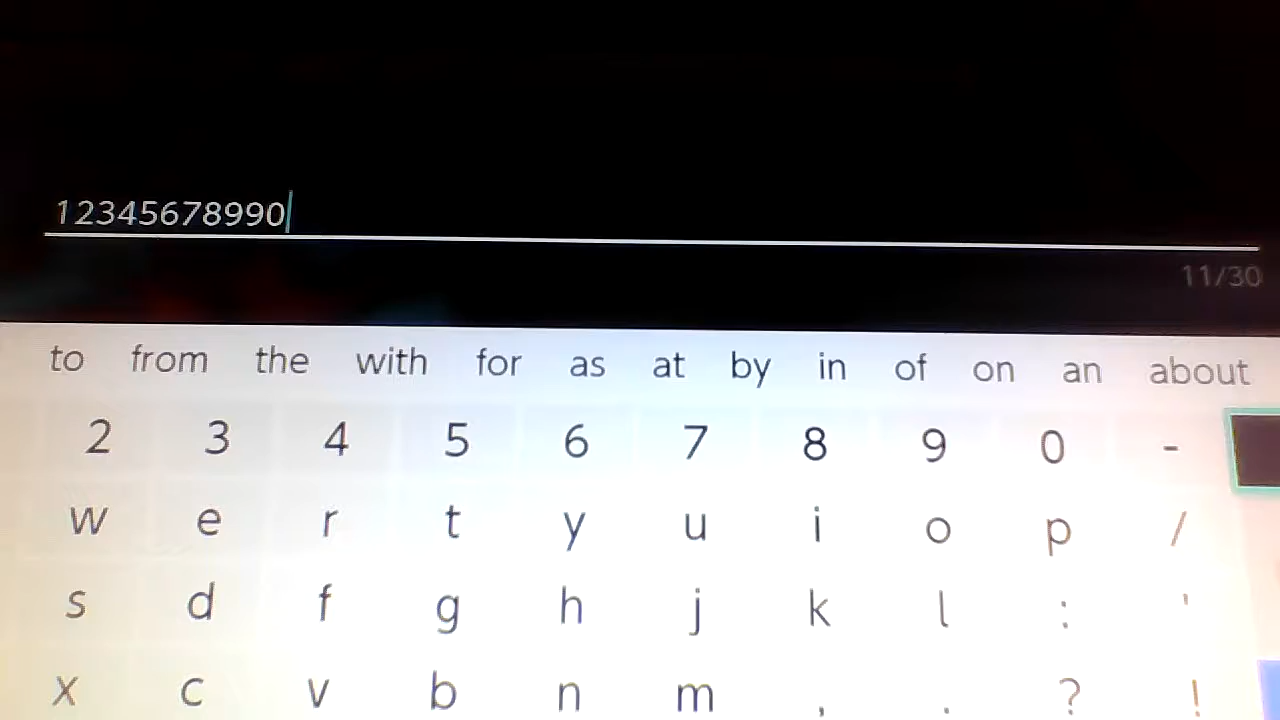 12345678990
11/30
to from the with for as at by in of on an about
2 3 4 5 6 7 8 9 0 -
w e r t y u i o p /
s d f g h j k l : '
x c v b n m , . ? !